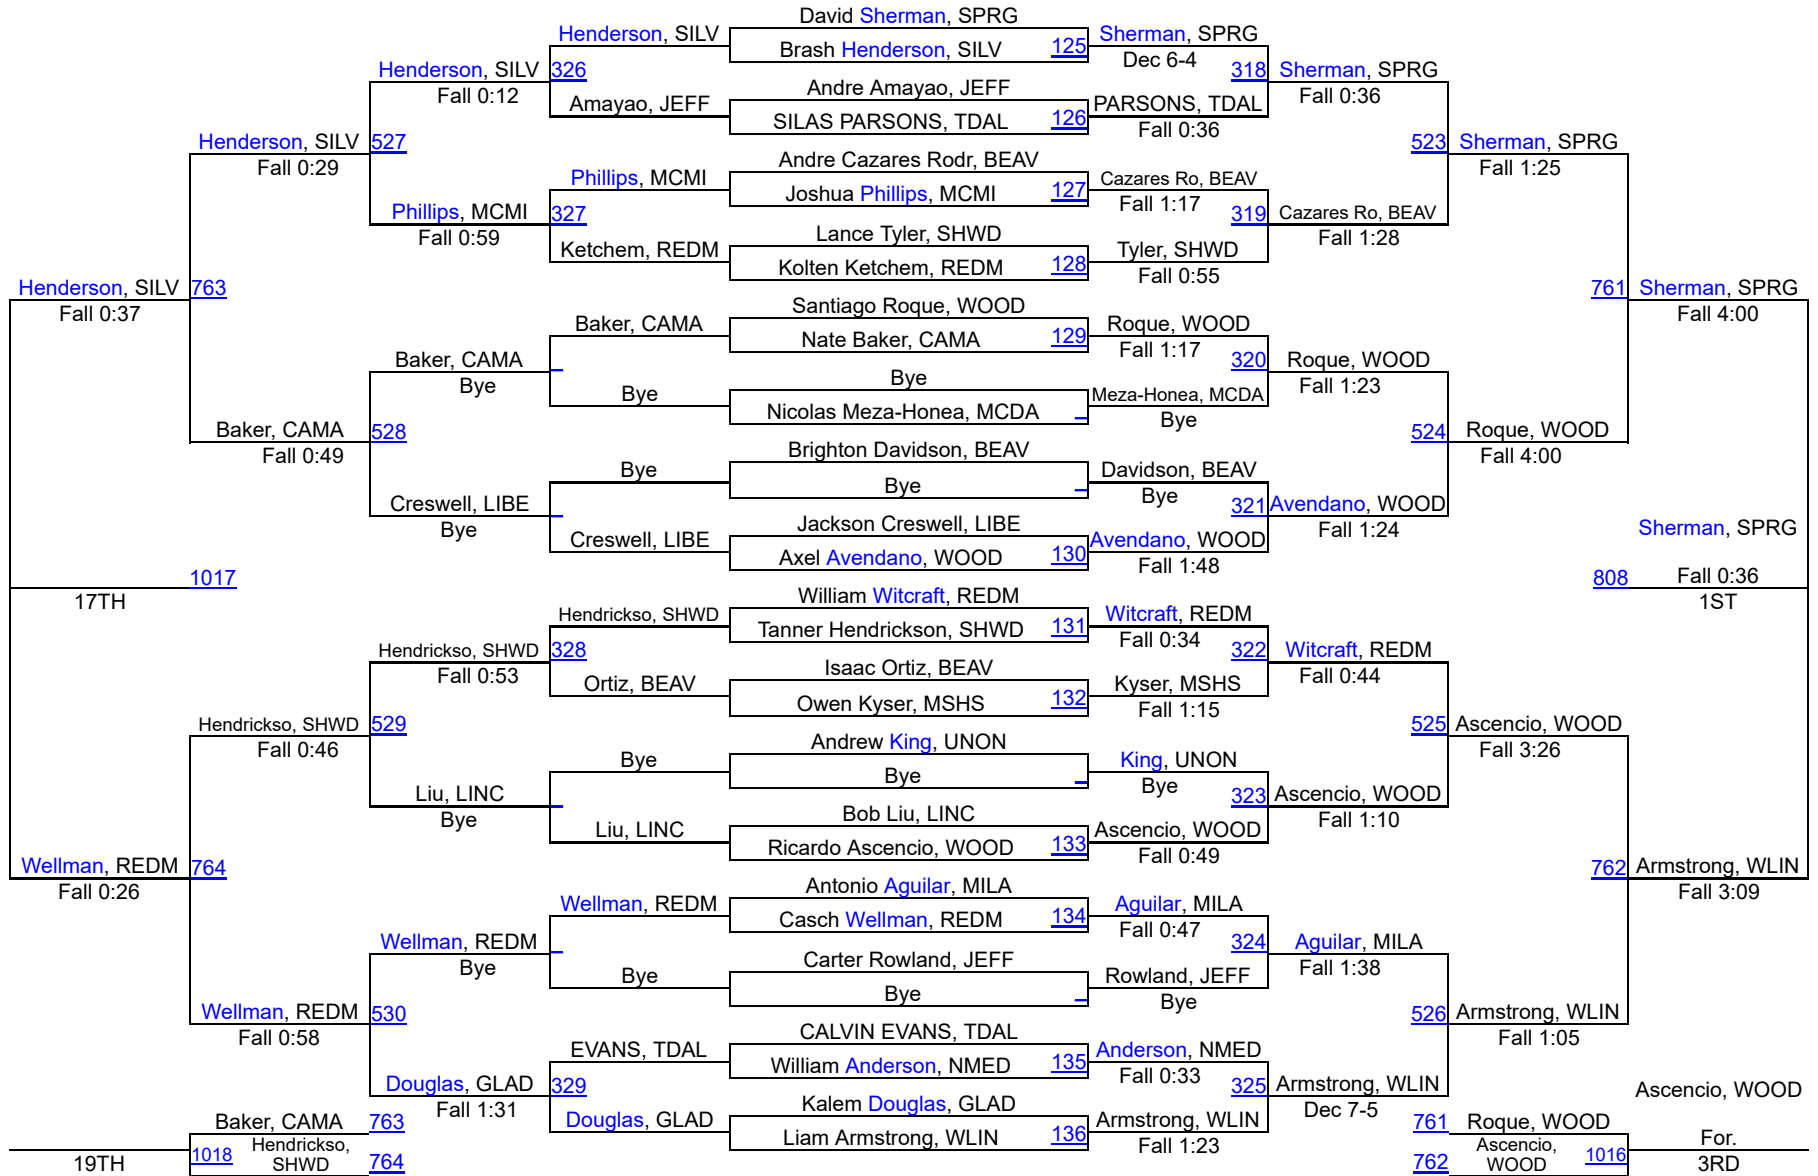 David Sherman, SPRG
Henderson, SILV
Brash Henderson, SILV
125
Sherman, SPRG
Dec 6-4
Henderson, SILV
326
318
Sherman, SPRG
Fall 0:12
Andre Amayao, JEFF
Fall 0:36
Amayao, JEFF
SILAS PARSONS, TDAL
126
PARSONS, TDAL
Fall 0:36
Henderson, SILV
527
523
Sherman, SPRG
Fall 0:29
Andre Cazares Rodr, BEAV
Fall 1:25
Phillips, MCMI
Joshua Phillips, MCMI
127
Cazares Ro, BEAV
Fall 1:17
Phillips, MCMI
327
319
Cazares Ro, BEAV
Fall 0:59
Lance Tyler, SHWD
Fall 1:28
Ketchem, REDM
Kolten Ketchem, REDM
128
Tyler, SHWD
Fall 0:55
Henderson, SILV
763
761
Sherman, SPRG
Fall 0:37
Santiago Roque, WOOD
Fall 4:00
Baker, CAMA
Nate Baker, CAMA
129
Roque, WOOD
Fall 1:17
Baker, CAMA
320
Roque, WOOD
Bye
Bye
Fall 1:23
Bye
Nicolas Meza-Honea, MCDA
Meza-Honea, MCDA
Bye
Baker, CAMA
528
524
Roque, WOOD
Fall 0:49
Brighton Davidson, BEAV
Fall 4:00
Bye
Bye
Davidson, BEAV
Bye
Creswell, LIBE
321
Avendano, WOOD
Bye
Jackson Creswell, LIBE
Fall 1:24
Sherman, SPRG
Creswell, LIBE
Axel Avendano, WOOD
130
Avendano, WOOD
Fall 1:48
1017
808
Fall 0:36
17TH
William Witcraft, REDM
1ST
Hendrickso, SHWD
Tanner Hendrickson, SHWD
131
Witcraft, REDM
Fall 0:34
Hendrickso, SHWD
328
322
Witcraft, REDM
Fall 0:53
Isaac Ortiz, BEAV
Fall 0:44
Ortiz, BEAV
Owen Kyser, MSHS
132
Kyser, MSHS
Fall 1:15
Hendrickso, SHWD
529
525
Ascencio, WOOD
Fall 0:46
Andrew King, UNON
Fall 3:26
Bye
Bye
King, UNON
Bye
Liu, LINC
323
Ascencio, WOOD
Bye
Bob Liu, LINC
Fall 1:10
Liu, LINC
Ricardo Ascencio, WOOD
133
Ascencio, WOOD
Fall 0:49
Wellman, REDM
764
762
Armstrong, WLIN
Fall 0:26
Antonio Aguilar, MILA
Fall 3:09
Wellman, REDM
Casch Wellman, REDM
134
Aguilar, MILA
Fall 0:47
Wellman, REDM
324
Aguilar, MILA
Bye
Carter Rowland, JEFF
Fall 1:38
Bye
Bye
Rowland, JEFF
Bye
Wellman, REDM
530
526
Armstrong, WLIN
Fall 0:58
CALVIN EVANS, TDAL
Fall 1:05
EVANS, TDAL
William Anderson, NMED
135
Anderson, NMED
Fall 0:33
Douglas, GLAD
329
325
Armstrong, WLIN
Fall 1:31
Kalem Douglas, GLAD
Dec 7-5
Ascencio, WOOD
Baker, CAMA
763
Douglas, GLAD
Liam Armstrong, WLIN
136
Armstrong, WLIN
Fall 1:23
761
Roque, WOOD
For.
19TH
1018
Hendrickso,
SHWD
764
762
Ascencio,
WOOD
1016
3RD